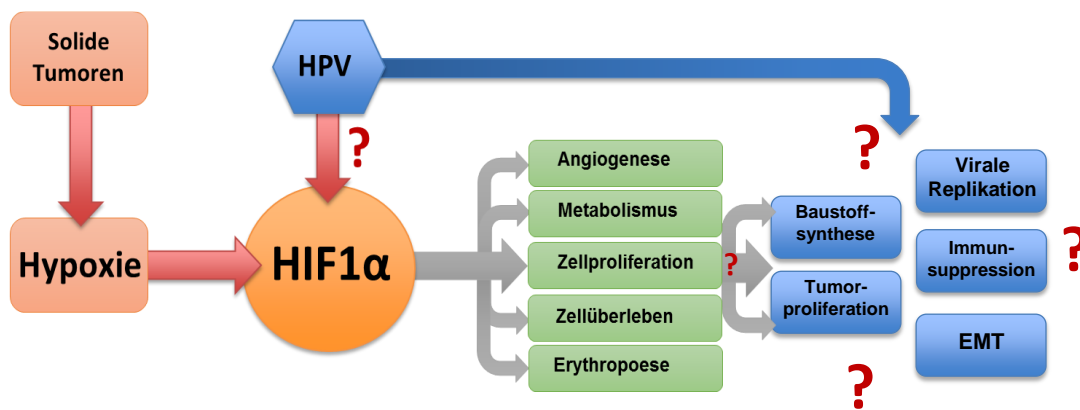 Solide
Tumoren
HPV
?
Hypoxie
HIF1α
Angiogenese
Metabolismus
Zellproliferation
Zellüberleben
Erythropoese
?
?
Baustoff-
synthese
Tumor-
proliferation
?
Virale
Replikation
Immun-
suppression
EMT
?